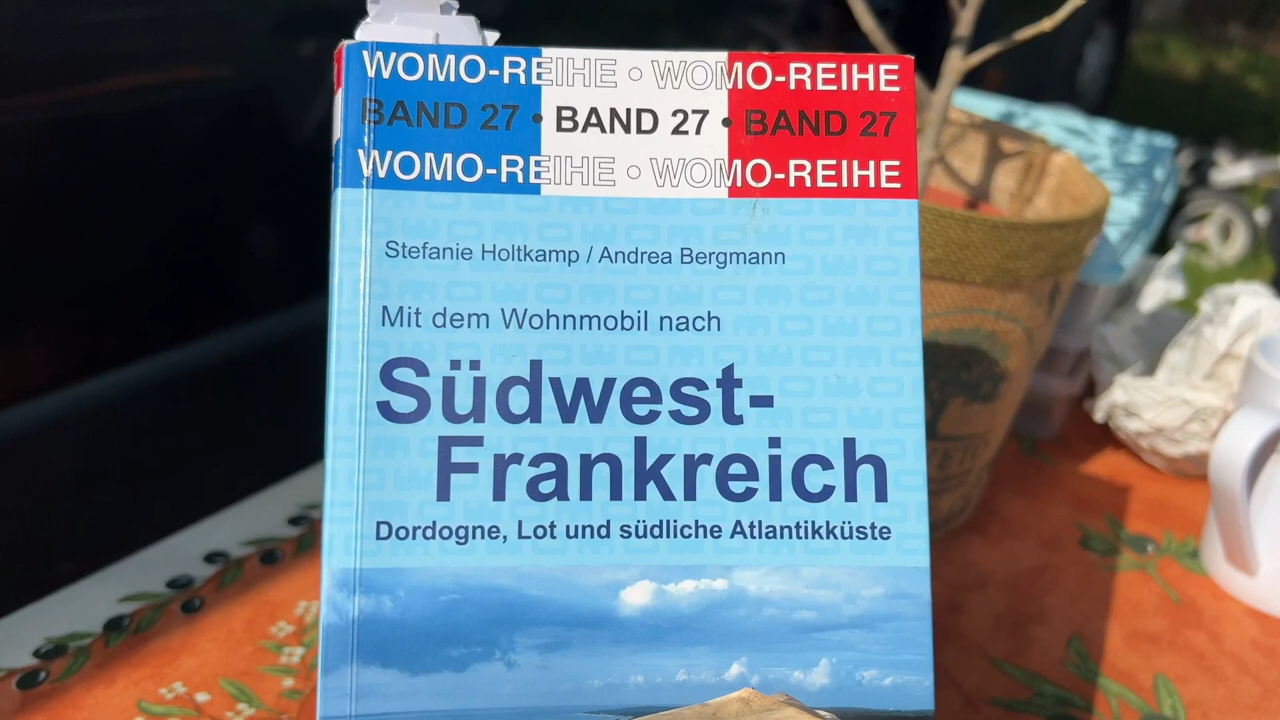 WOMO-REIHE ○ WOMO-REIHE
BAND 27 • BAND 27 • BAND 27
WOMO-REIHE ○ WOMO-REIHE
Stefanie Holtkamp / Andrea Bergmann
Mit dem Wohnmobil nach
Südwest-
Frankreich
Dordogne, Lot und südliche Atlantikküste